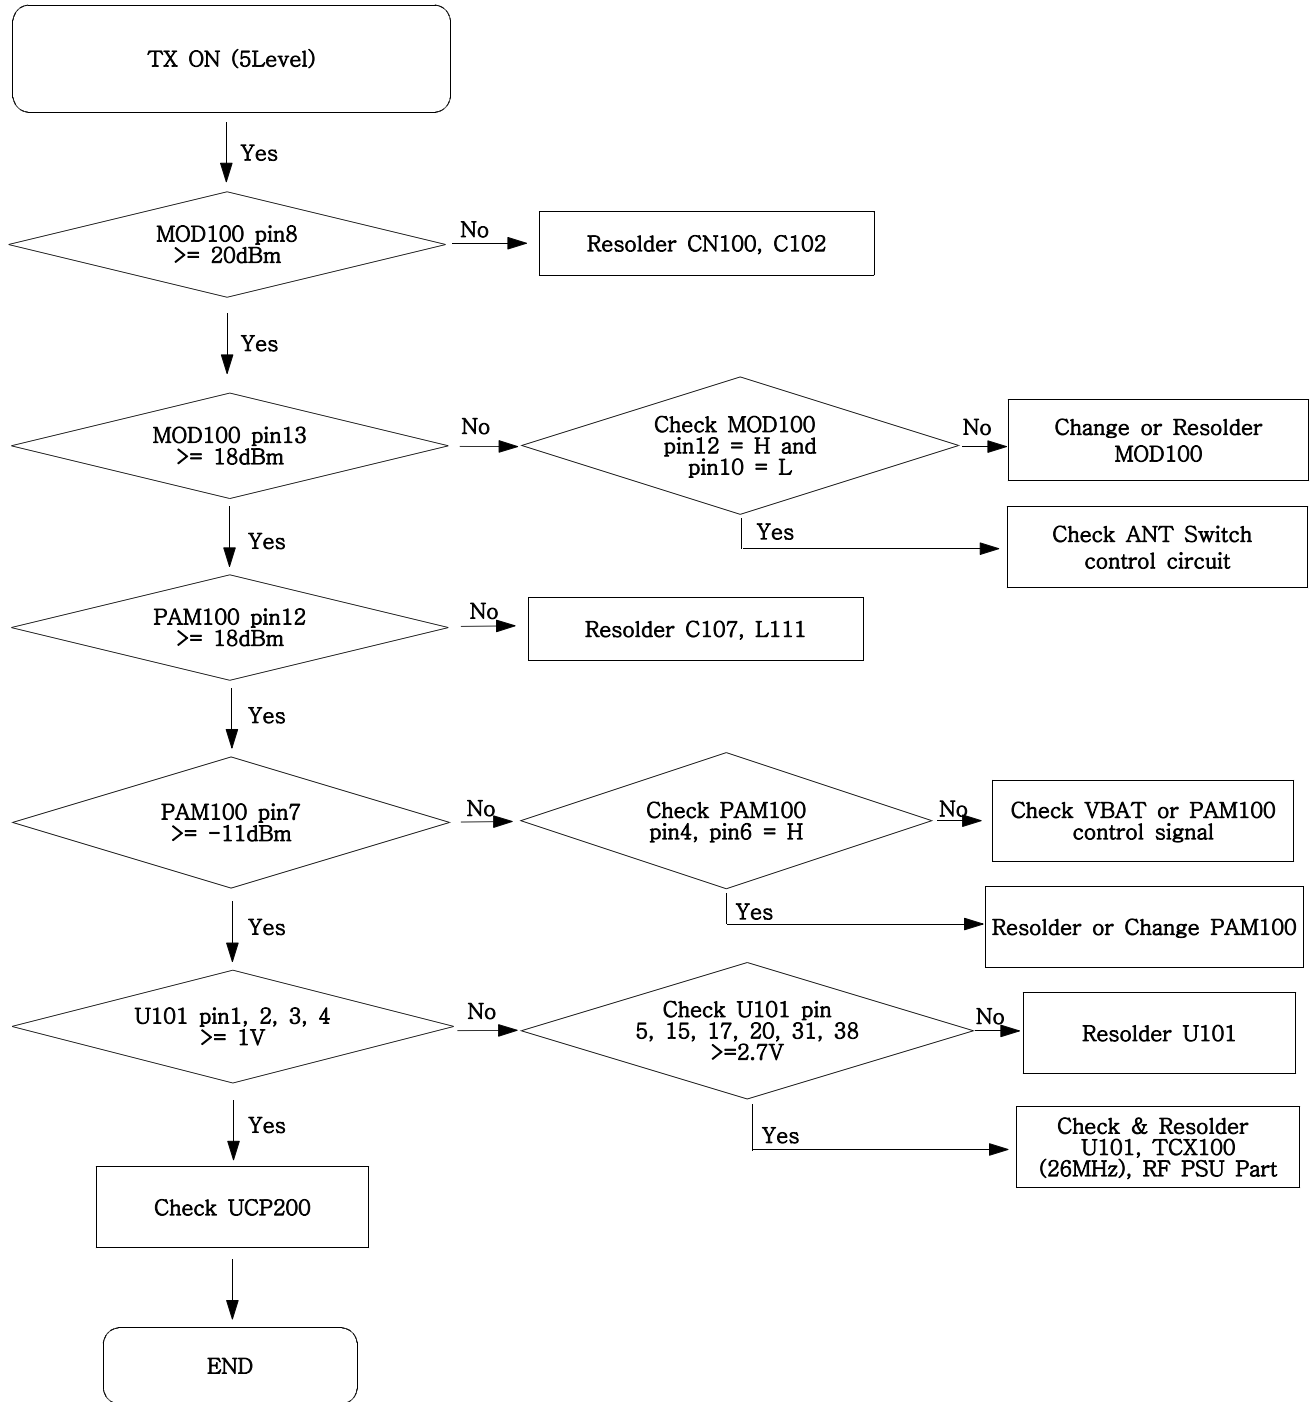 TX ON (5Level)
Yes
MOD100 pin8
>= 20dBm
No
Resolder CN100, C102
Yes
MOD100 pin13
>= 18dBm
No
Check MOD100
pin12 = H and
pin10 = L
No
Change or Resolder
MOD100
Yes
Check ANT Switch
control circuit
Yes
PAM100 pin12
>= 18dBm
No
Resolder C107, L111
Yes
PAM100 pin7
>= -11dBm
No
Check PAM100
pin4, pin6 = H
No
Check VBAT or PAM100
control signal
Yes
Resolder or Change PAM100
Yes
U101 pin1, 2, 3, 4
>= 1V
No
Check U101 pin
5, 15, 17, 20, 31, 38
>=2.7V
No
Resolder U101
Yes
Check & Resolder
U101, TCX100
(26MHz), RF PSU Part
Yes
Check UCP200
END